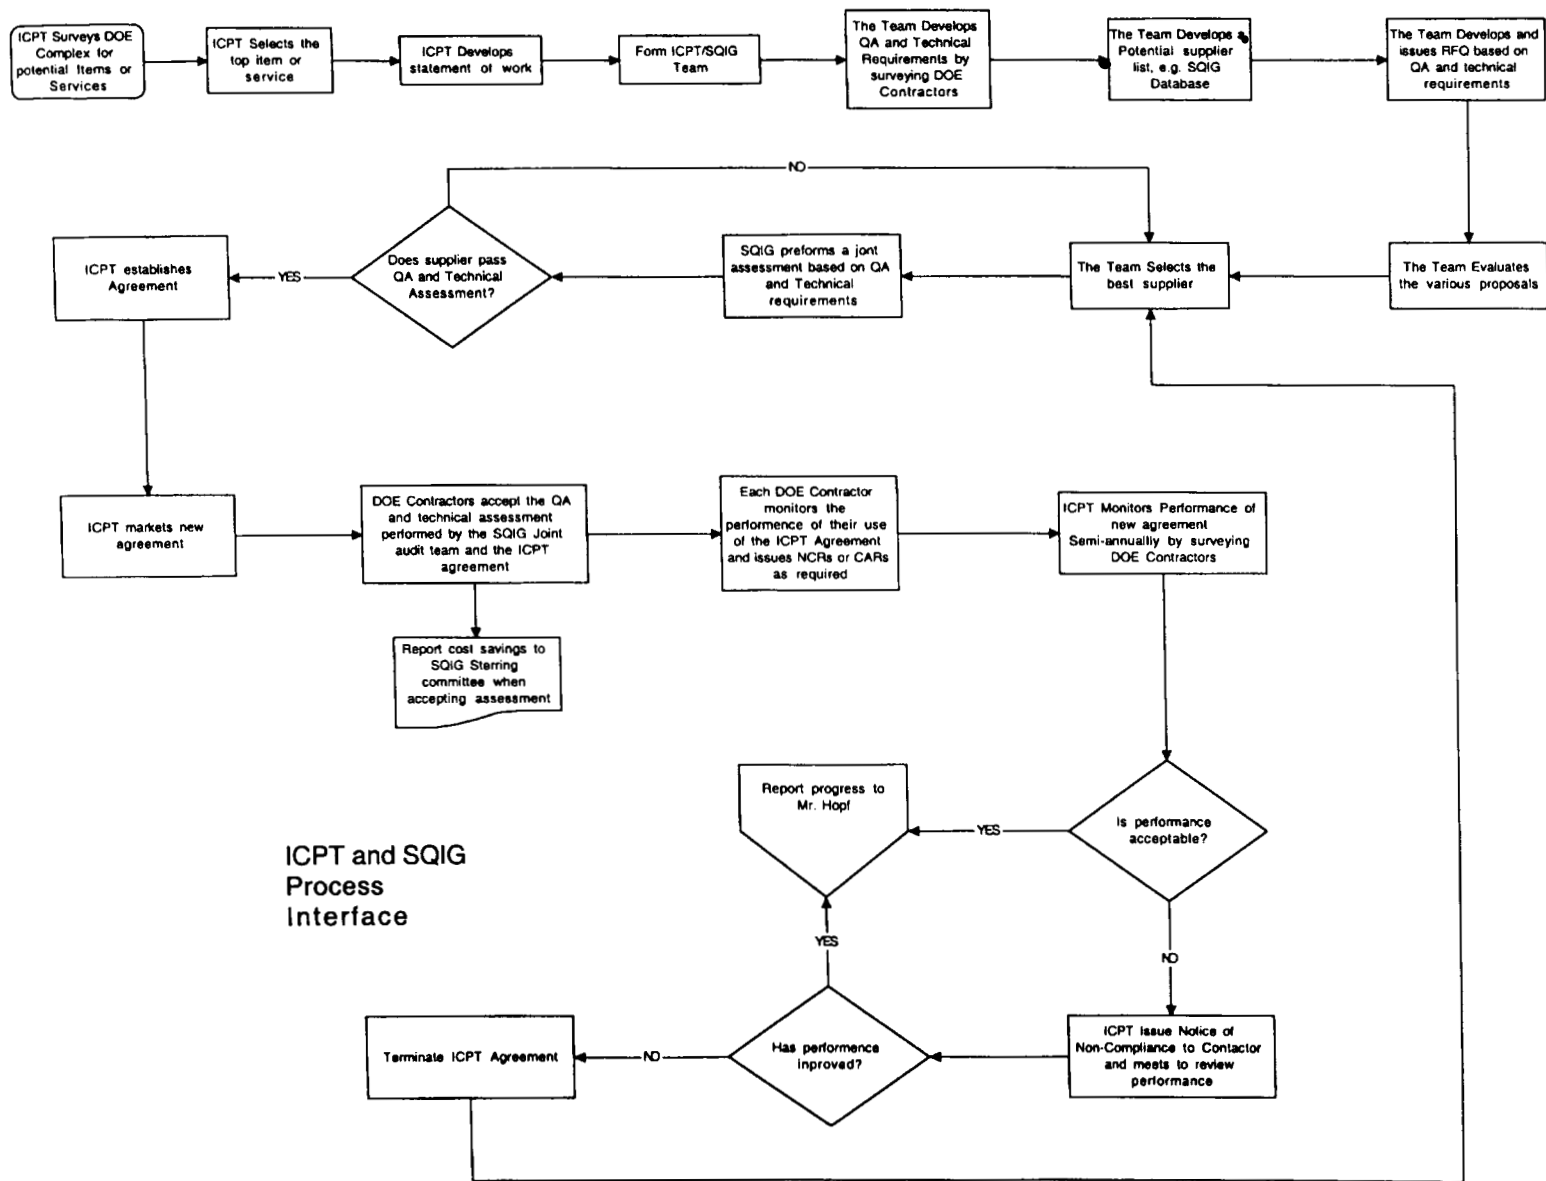 ICPT Surveys DOE
Complex for
potential Items or
Services
ICPT Selects the
top item or
service
ICPT Develops
statement of work
Form ICPT/SQIG
Team
The Team Develops
QA and Technical
Requirements by
surveying DOE
Contractors
The Team Develops a
Potential supplier
list, e.g. SQIG
Database
The Team Develops and
issues RFQ based on
QA and technical
requirements
NO
ICPT establishes
Agreement
YES
Does supplier pass
QA and Technical
Assessment?
SQIG preforms a joint
assessment based on QA
and Technical
requirements
The Team Selects the
best supplier
The Team Evaluates
the various proposals
ICPT markets new
agreement
DOE Contractors accept the QA
and technical assessment
performed by the SQIG Joint
audit team and the ICPT
agreement
Each DOE Contractor
monitors the
performence of their use
of the ICPT Agreement
and issues NCRs or CARs
as required
ICPT Monitors Performance of
new agreement
Semi-annuallly by surveying
DOE Contractors
Report cost savings to
SQIG Sterring
committee when
accepting assessment
Report progress to
Mr. Hopf
YES
Is performance
acceptable?
ICPT and SQIG
Process
Interface
YES
NO
Terminate ICPT Agreement
NO
Has performence
inproved?
ICPT Issue Notice of
Non-Compliance to Contactor
and meets to review
performance